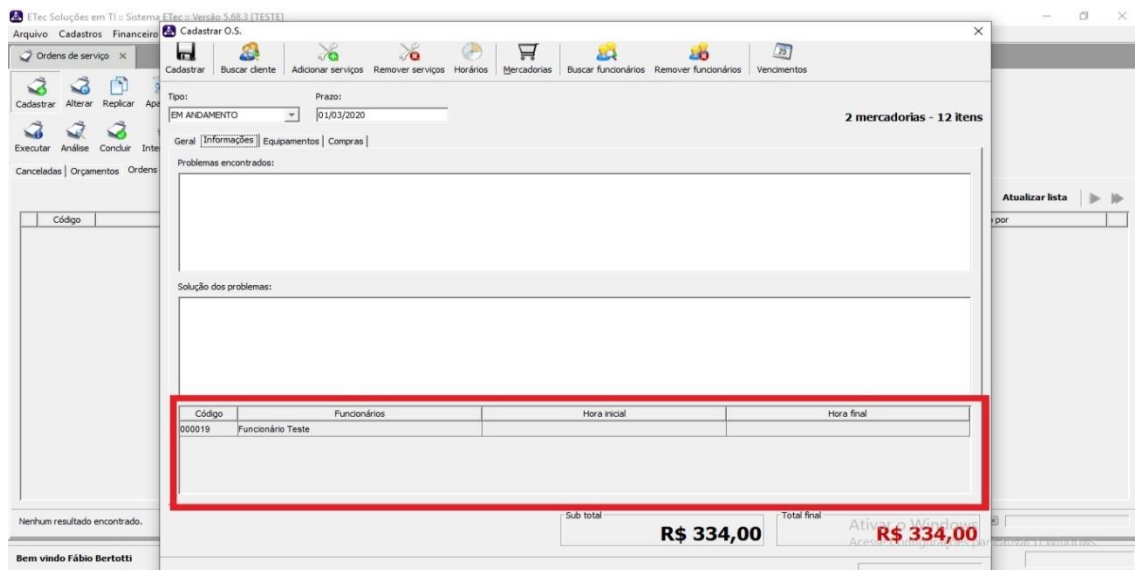 ETec Soluções em TI :: Sistema ETec :: Versão 5.68.3 [TESTE]
Arquivo Cadastros Financeiro
Ordens de serviço
Cadastrar Alterar Replicar
Executar Análise Concluir
Canceladas Orçamentos Ordens
Código
Nenhum resultado encontrado.
Bem vindo Fábio Bertotti
Cadastrar O.S.
Cadastrar Buscar cliente Adicionar serviços Remover serviços Horários Mercadorias Buscar funcionários Remover funcionários Vencimentos
Tipo: Prazo:
EM ANDAMENTO 01/03/2020
2 mercadorias - 12 itens
Geral Informações Equipamentos Compras
Problemas encontrados:
Solução dos problemas:
Código Funcionários Hora inicial Hora final
000019 Funcionário Teste
Sub total Total final
R$ 334,00 R$ 334,00
Atualizar lista
por
Ativar o Windows